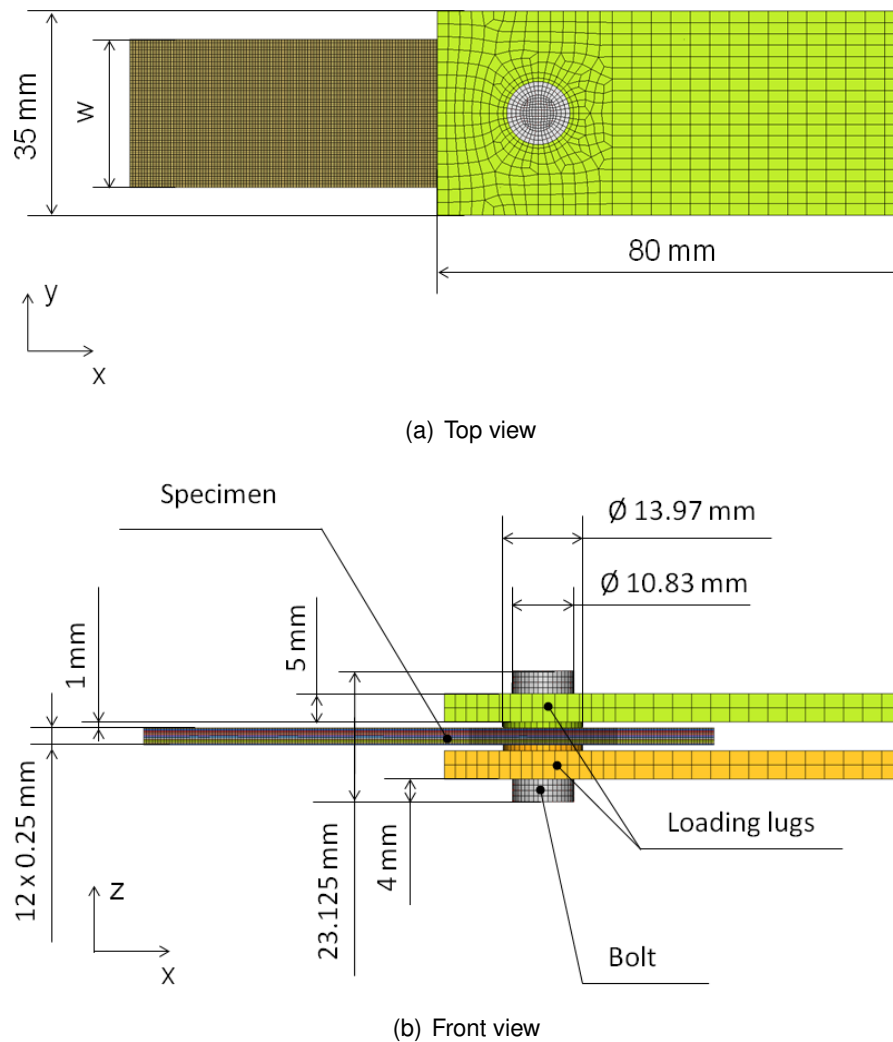 35 mm
w
80 mm
y
x
(a) Top view
Specimen
Ø 13.97 mm
Ø 10.83 mm
1 mm
5 mm
12 x 0.25 mm
23.125 mm
4 mm
Loading lugs
z
x
Bolt
(b) Front view